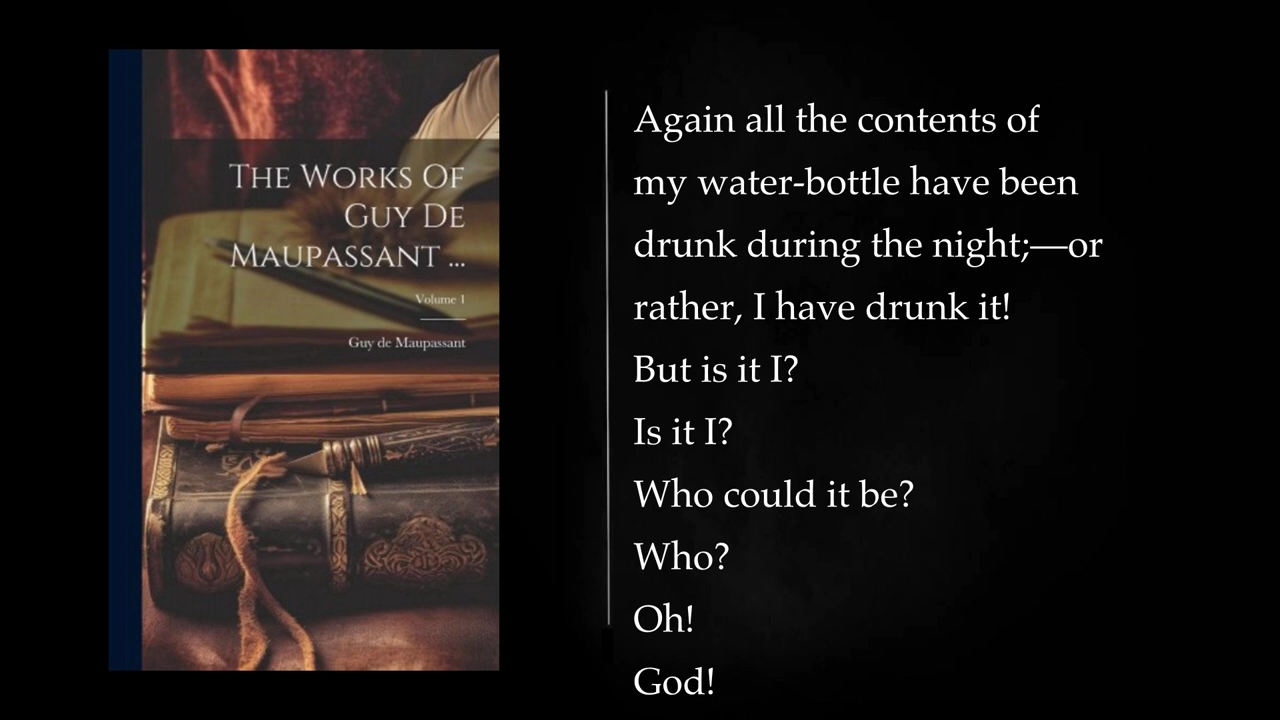 The Works Of
Guy De
Maupassant ...
Volume 1
Guy de Maupassant
Again all the contents of
my water-bottle have been
drunk during the night;—or
rather, I have drunk it!
But is it I?
Is it I?
Who could it be?
Who?
Oh!
God!